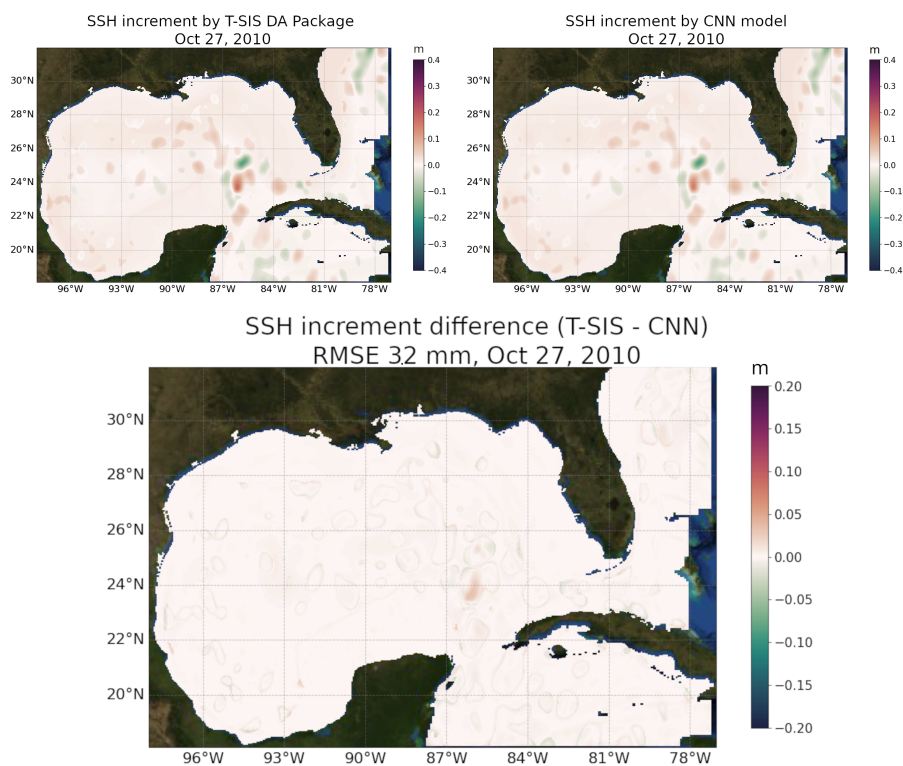 SSH increment by T-SIS DA Package
Oct 27, 2010
m
30°N
28°N
26°N
24°N
22°N
20°N
96°W 93°W 90°W 87°W 84°W 81°W 78°W
0.4
0.3
0.2
0.1
0.0
−0.1
−0.2
−0.3
−0.4
SSH increment by CNN model
Oct 27, 2010
m
30°N
28°N
26°N
24°N
22°N
20°N
96°W 93°W 90°W 87°W 84°W 81°W 78°W
0.4
0.3
0.2
0.1
0.0
−0.1
−0.2
−0.3
−0.4
SSH increment difference (T-SIS - CNN)
RMSE 3.2 mm, Oct 27, 2010
m
30°N
28°N
26°N
24°N
22°N
20°N
96°W 93°W 90°W 87°W 84°W 81°W 78°W
0.20
0.15
0.10
0.05
0.00
−0.05
−0.10
−0.15
−0.20